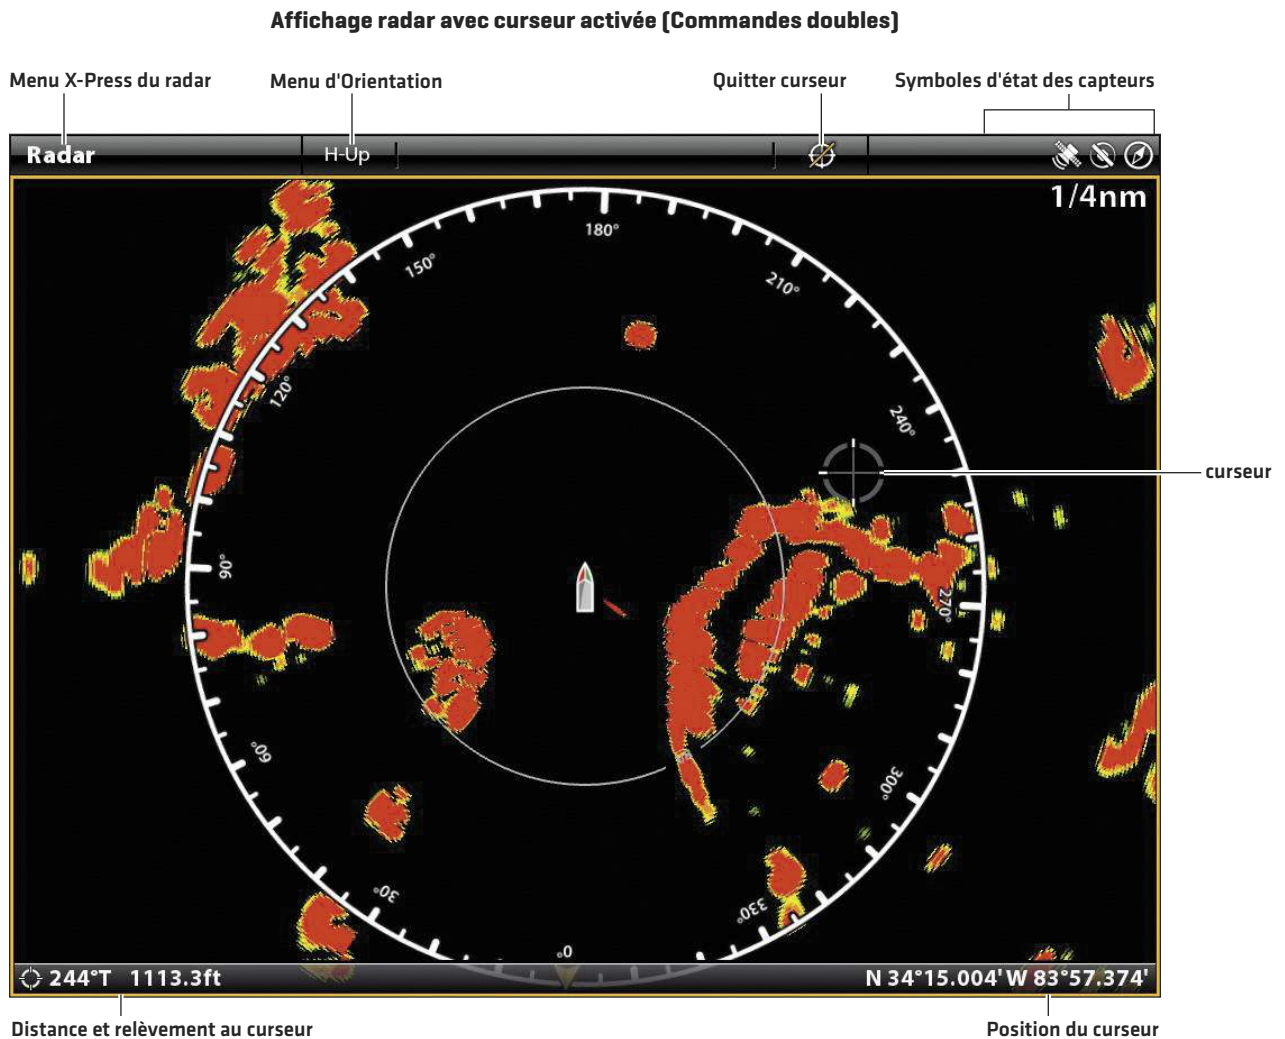 Affichage radar avec curseur activée (Commandes doubles)
Menu X-Press du radar
Menu d'Orientation
Quitter curseur
Symboles d'état des capteurs
Radar
H-Up
1/4nm
180°
150°
210°
120°
240°
curseur
90°
270°
60°
300°
30°
330°
0°
244°T 1113.3ft
N 34°15.004' W 83°57.374'
Distance et relèvement au curseur
Position du curseur